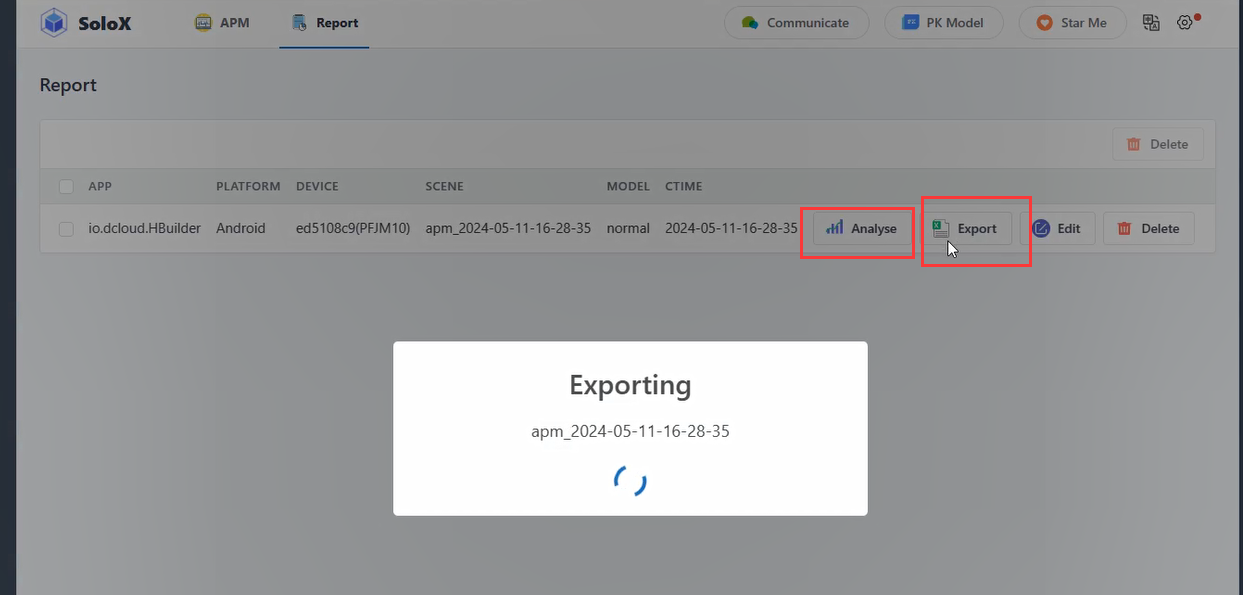 SoloX APM Report Communicate PK Model Star Me
Report
Delete
APP PLATFORM DEVICE SCENE MODEL CTIME
io.dcloud.HBuilder Android ed5108c9(PFJM10) apm_2024-05-11-16-28-35 normal 2024-05-11-16-28-35 Analyse Export Edit Delete
Exporting
apm_2024-05-11-16-28-35